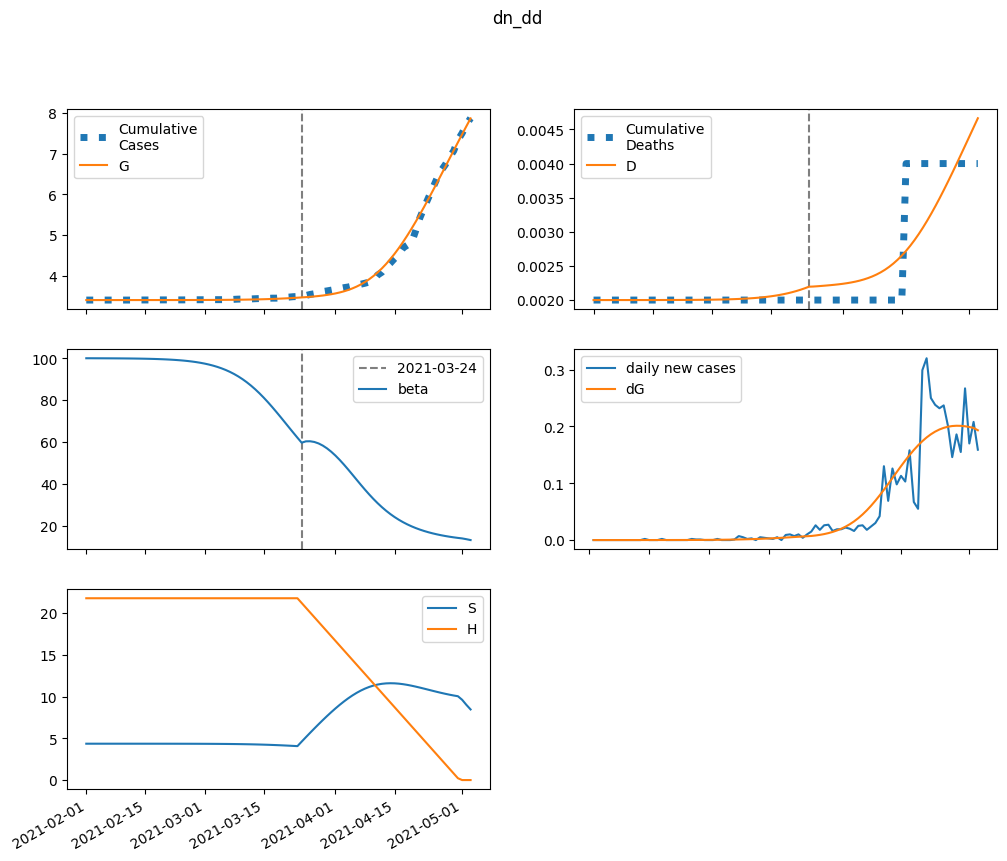 dn_dd
8
7
6
5
4
Cumulative
Cases
G
0.0045
0.0040
0.0035
0.0030
0.0025
0.0020
Cumulative
Deaths
D
100
80
60
40
20
2021-03-24
beta
0.3
0.2
0.1
0.0
daily new cases
dG
20
15
10
5
0
S
H
2021-02-01
2021-02-15
2021-03-01
2021-03-15
2021-04-01
2021-04-15
2021-05-01